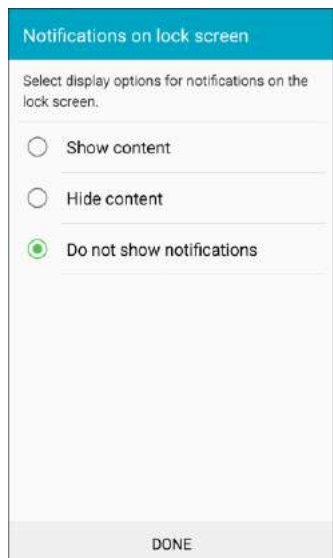 Notifications on lock screen
Select display options for notifications on the
lock screen.
Show content
Hide content
Do not show notifications
DONE